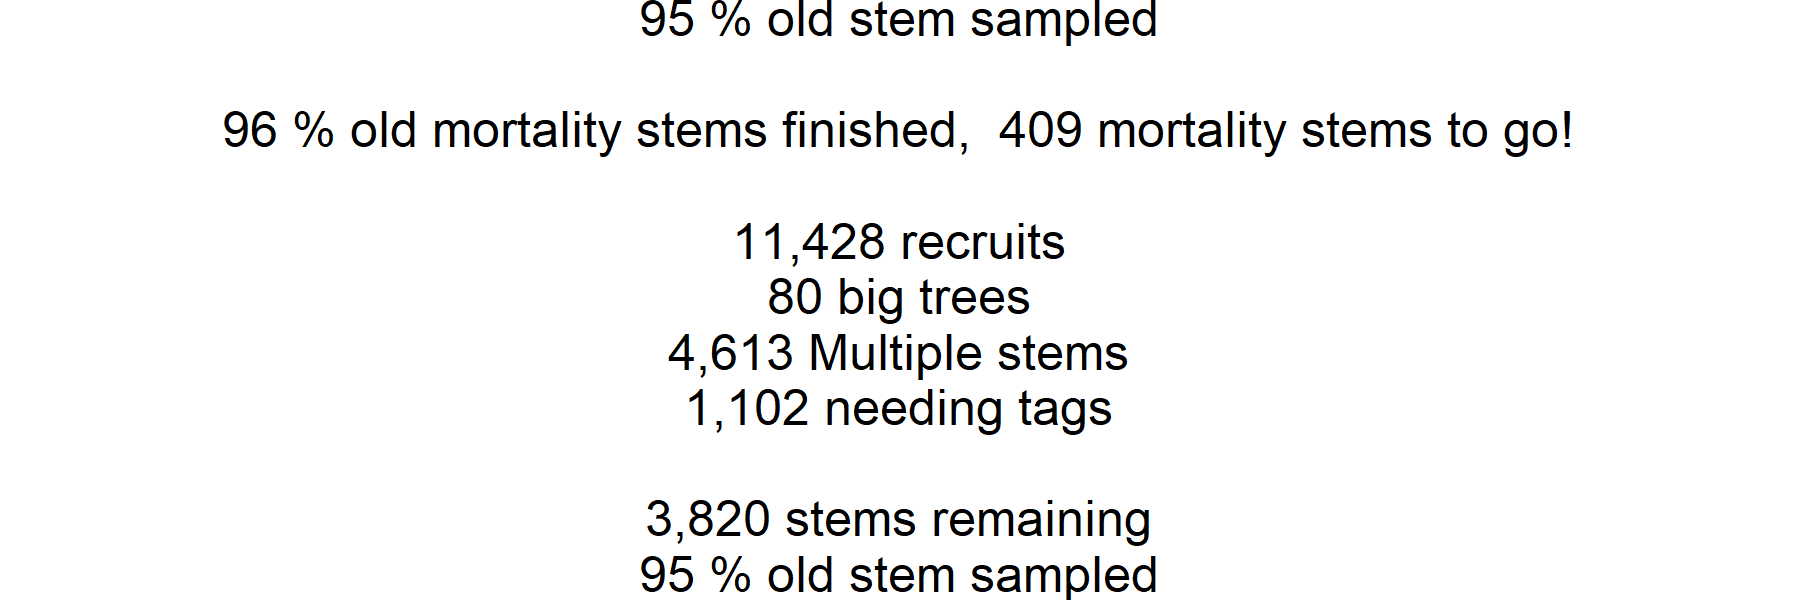 95 % old stem sampled
96 % old mortality stems finished,  409 mortality stems to go!
11,428 recruits
80 big trees
4,613 Multiple stems
1,102 needing tags
3,820 stems remaining
95 % old stem sampled